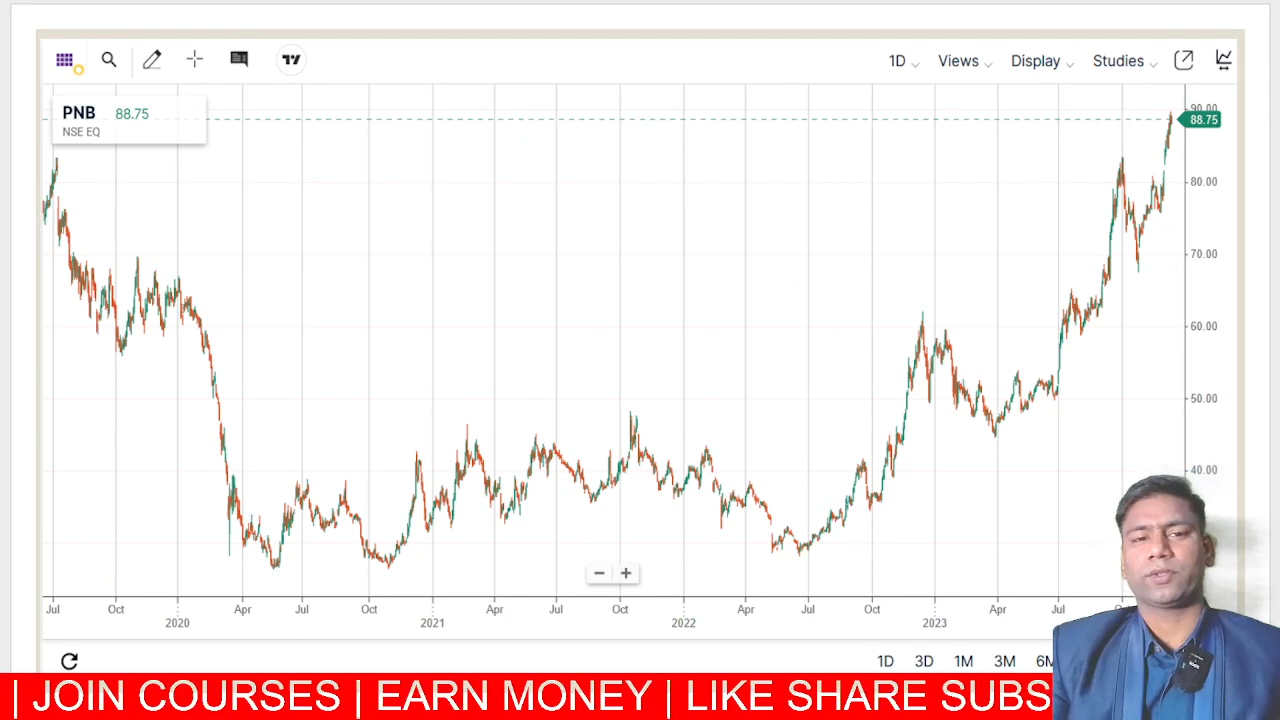 1D Views Display Studies
PNB 88.75
NSE EQ
90.00
88.75
80.00
70.00
60.00
50.00
40.00
Jul Oct Apr Jul Oct Apr Jul Oct Apr Jul Oct Apr Jul
2020 2021 2022 2023
1D 3D 1M 3M
| JOIN COURSES | EARN MONEY | LIKE SHARE SUBS